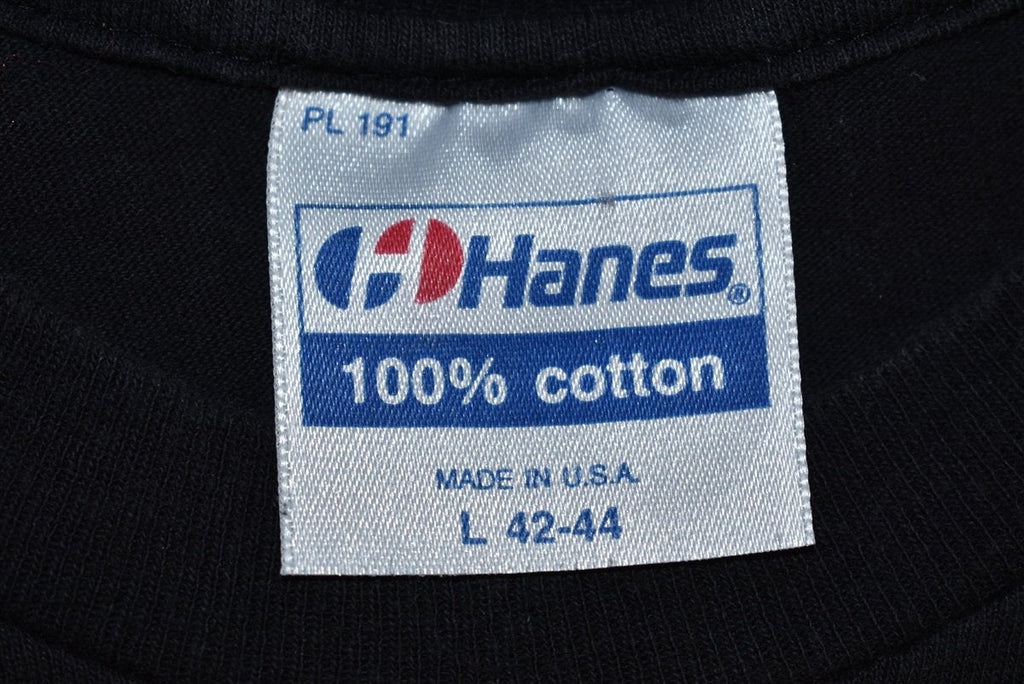 PL 191
Hanes®
100% cotton
MADE IN U.S.A.
L 42-44